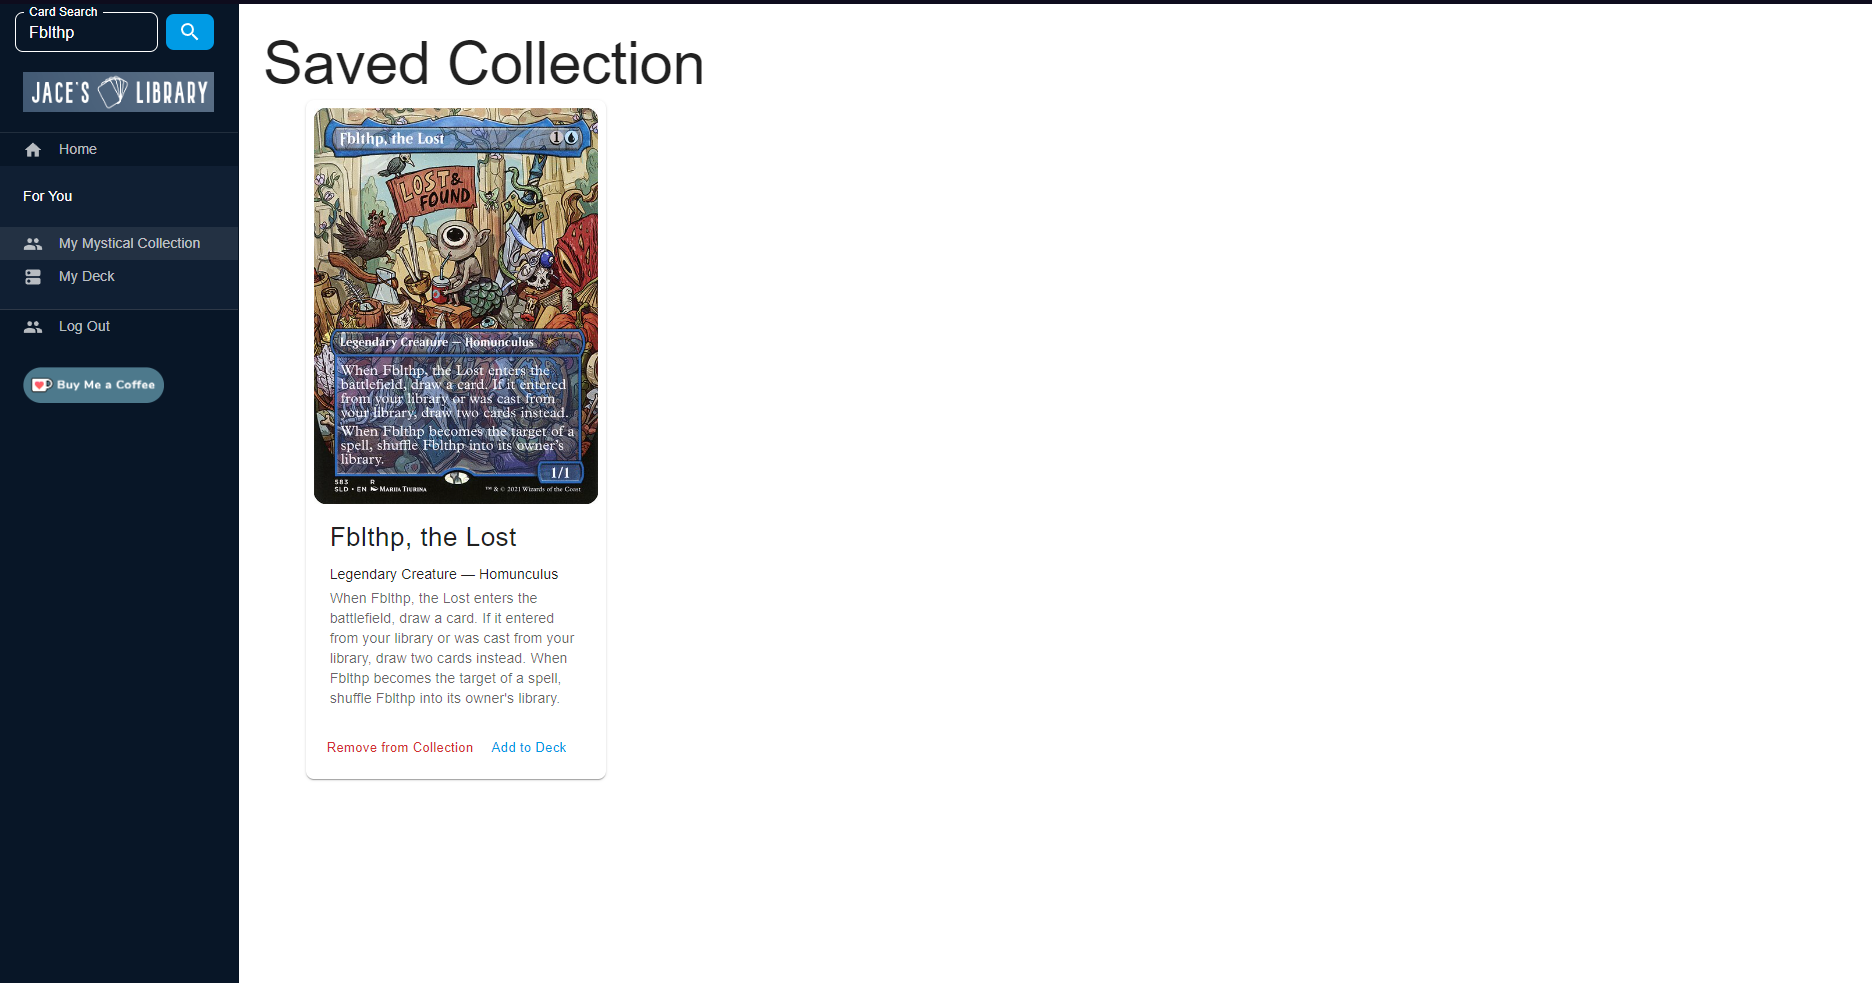 Card Search
Fblthp
JACE'S LIBRARY
Home
For You
My Mystical Collection
My Deck
Log Out
Buy Me a Coffee
Saved Collection
Fblthp, the Lost
1
LOST &
FOUND
Legendary Creature — Homunculus
When Fblthp, the Lost enters the
battlefield, draw a card. If it entered
from your library or was cast from
your library, draw two cards instead.
When Fblthp becomes the target of a
spell, shuffle Fblthp into its owner's
library.
1/1
583 R
SLD • EN Mariia Tiurina
™ & © 2021 Wizards of the Coast
Fblthp, the Lost
Legendary Creature — Homunculus
When Fblthp, the Lost enters the
battlefield, draw a card. If it entered
from your library or was cast from your
library, draw two cards instead. When
Fblthp becomes the target of a spell,
shuffle Fblthp into its owner's library.
Remove from Collection Add to Deck